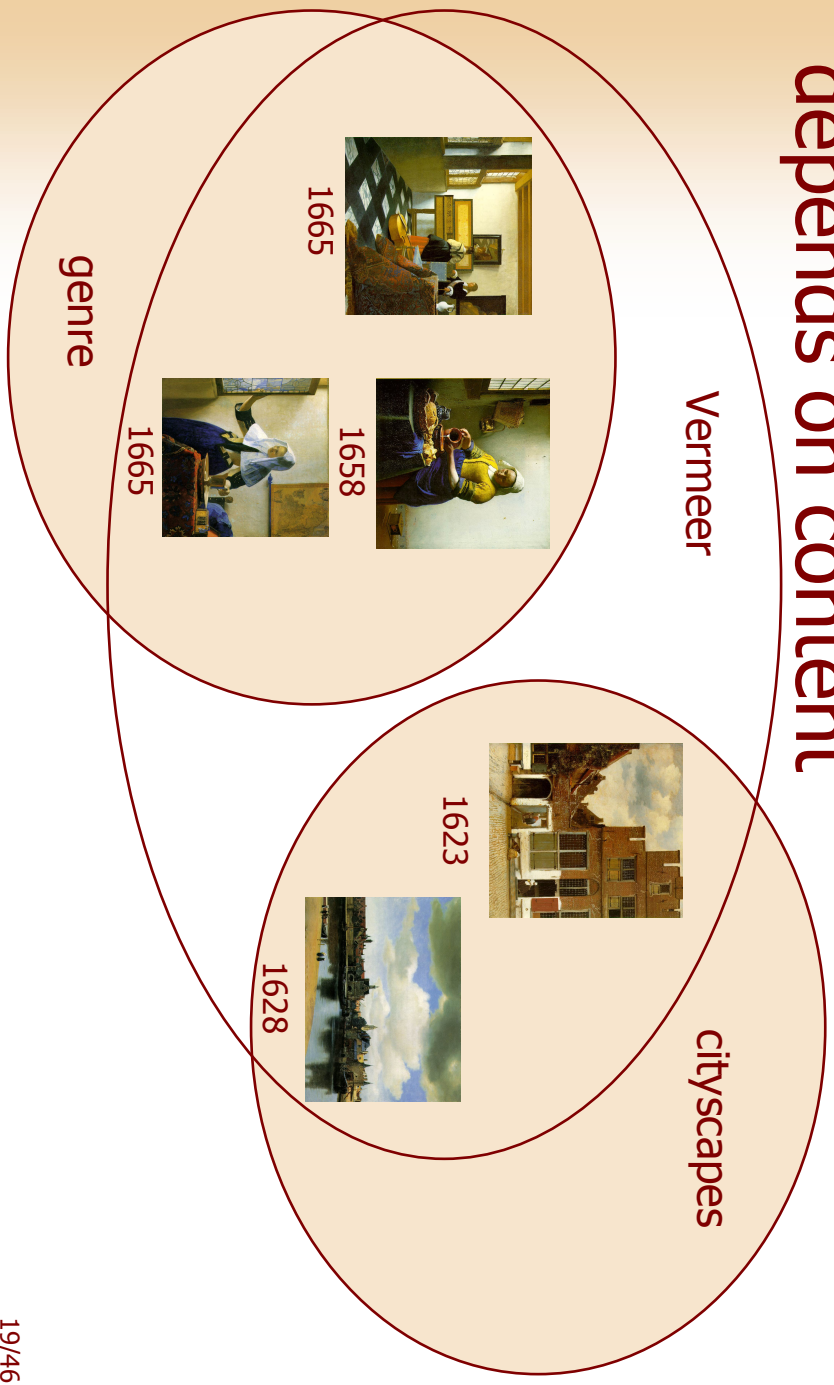 depends on content
Vermeer
cityscapes
1623
1665
1658
1628
1665
genre
19/46